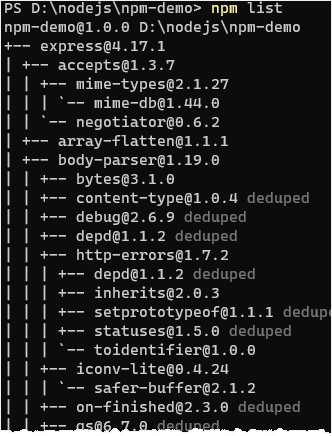 PS D:\nodejs\npm-demo> npm list
npm-demo@1.0.0 D:\nodejs\npm-demo
+-- express@4.17.1
| +-- accepts@1.3.7
| | +-- mime-types@2.1.27
| | | `-- mime-db@1.44.0
| | `-- negotiator@0.6.2
| +-- array-flatten@1.1.1
| +-- body-parser@1.19.0
| | +-- bytes@3.1.0
| | +-- content-type@1.0.4 deduped
| | +-- debug@2.6.9 deduped
| | +-- depd@1.1.2 deduped
| | +-- http-errors@1.7.2
| | | +-- depd@1.1.2 deduped
| | | +-- inherits@2.0.3
| | | +-- setprototypeof@1.1.1 deduped
| | | +-- statuses@1.5.0 deduped
| | | `-- toidentifier@1.0.0
| | +-- iconv-lite@0.4.24
| | | `-- safer-buffer@2.1.2
| | +-- on-finished@2.3.0 deduped
| | +-- qs@6.7.0 deduped